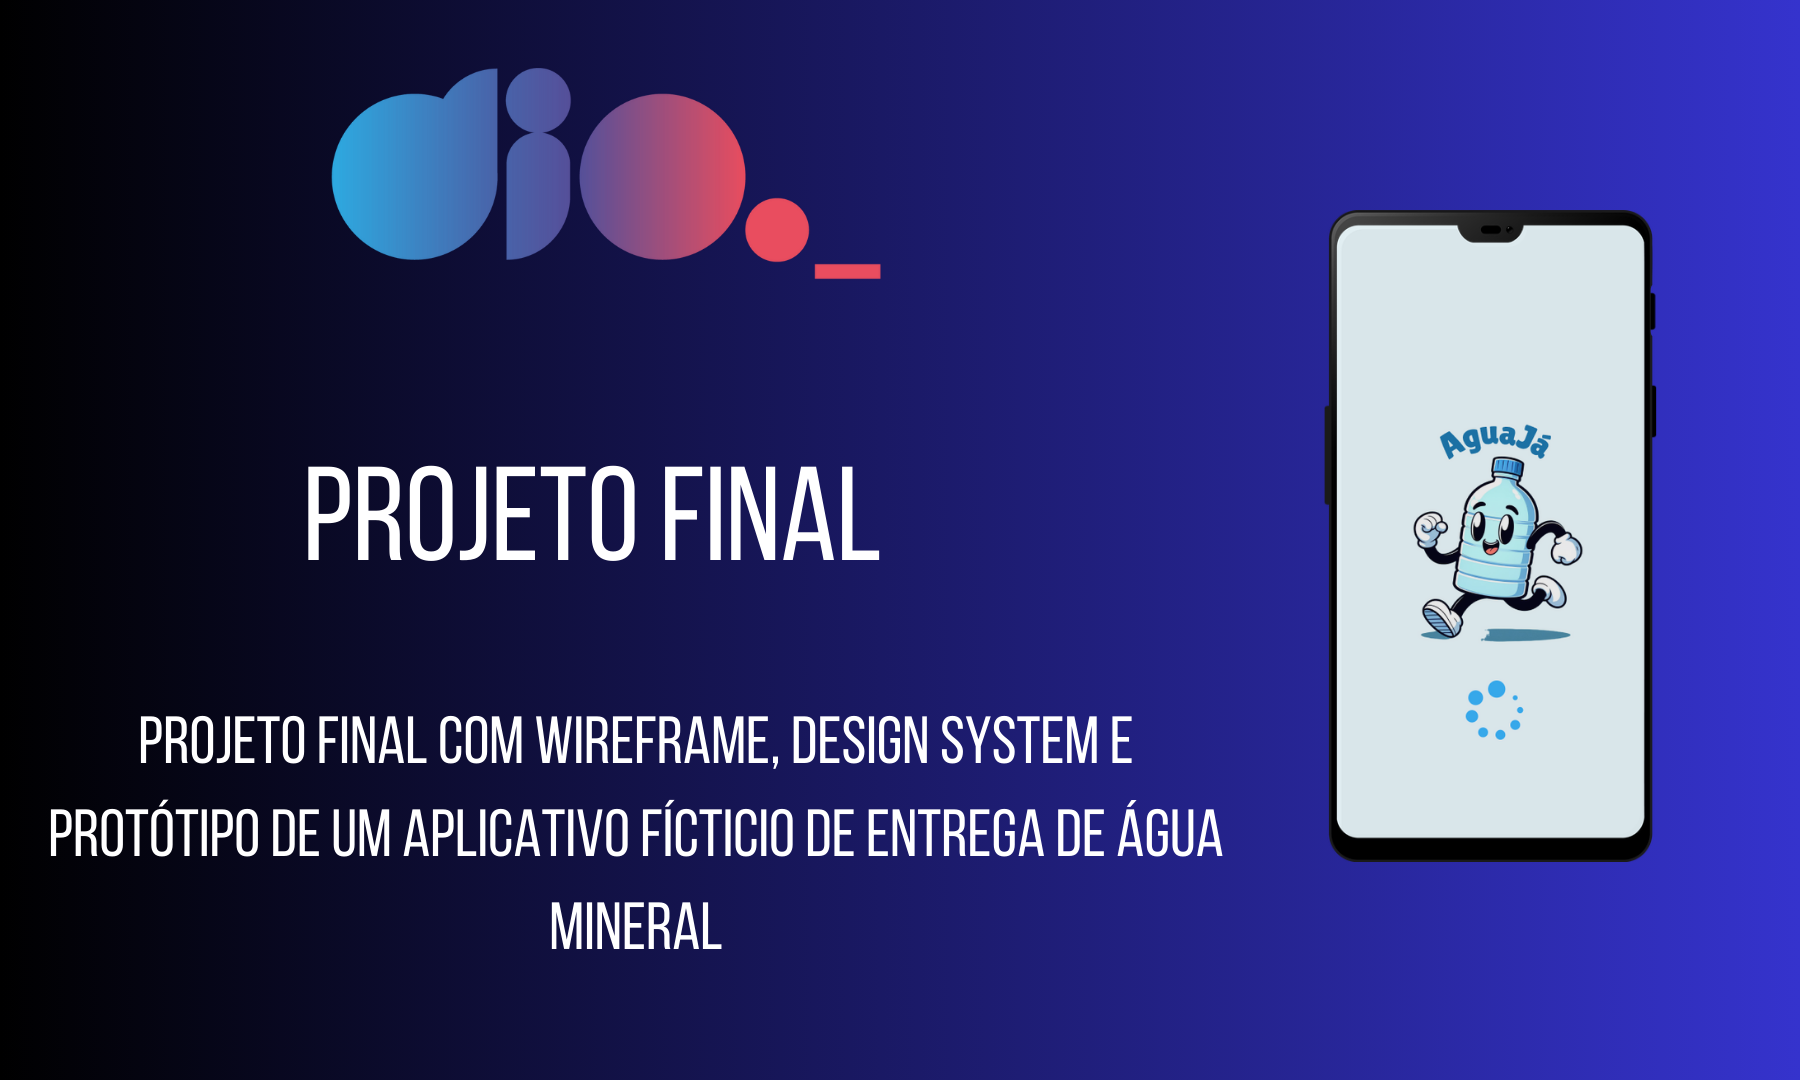 dio._
PROJETO FINAL
PROJETO FINAL COM WIREFRAME, DESIGN SYSTEM E
PROTÓTIPO DE UM APLICATIVO FÍCTICIO DE ENTREGA DE ÁGUA
MINERAL
AguaJá